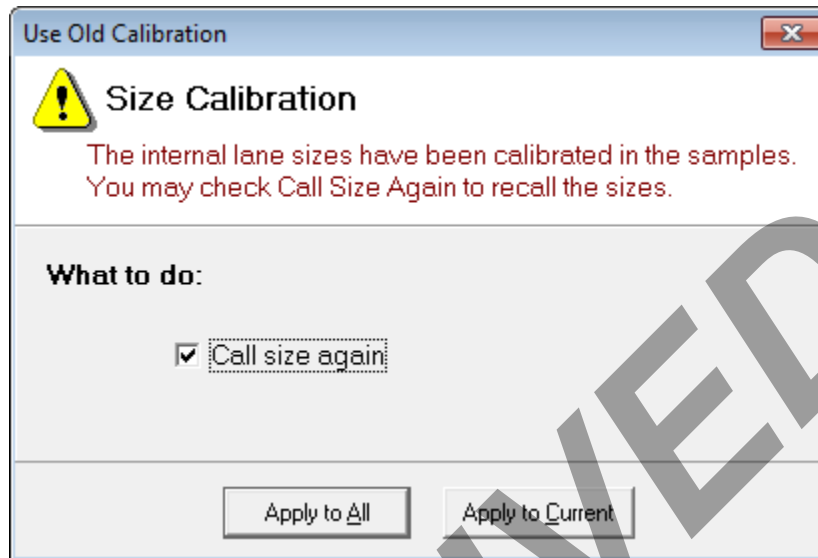 Use Old Calibration
Size Calibration
The internal lane sizes have been calibrated in the samples.
You may check Call Size Again to recall the sizes.
What to do:
Call size again
Apply to All
Apply to Current